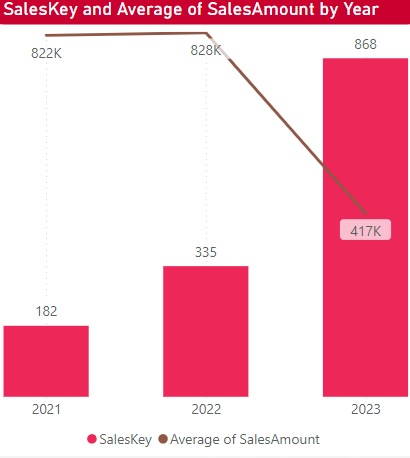 SalesKey and Average of SalesAmount by Year
868
822K
828K
417K
335
182
2021
2022
2023
SalesKey
Average of SalesAmount